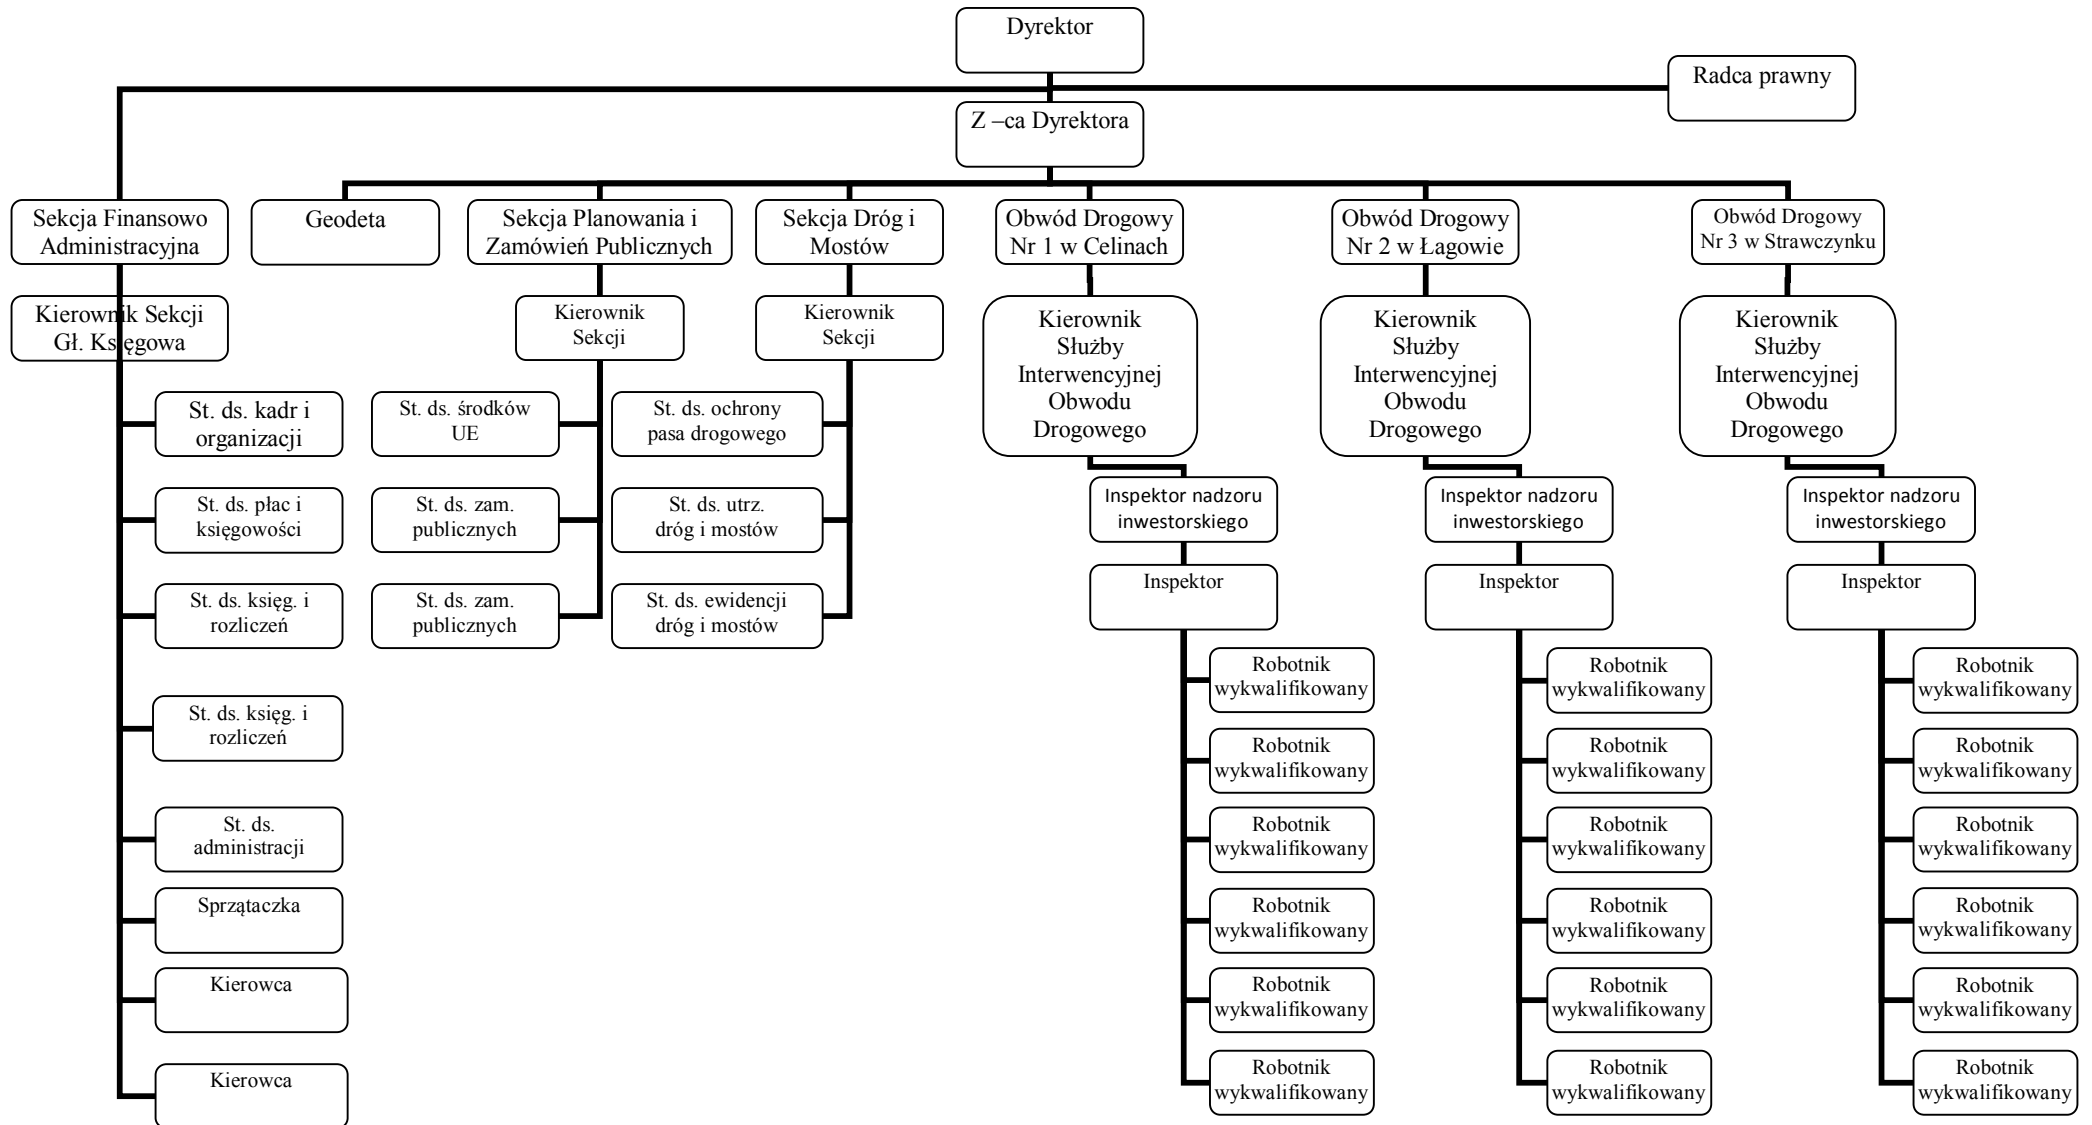 Dyrektor
Radca prawny
Z –ca Dyrektora
Sekcja Finansowo
Administracyjna
Geodeta
Sekcja Planowania i
Zamówień Publicznych
Sekcja Dróg i
Mostów
Obwód Drogowy
Nr 1 w Celinach
Obwód Drogowy
Nr 2 w Łagowie
Obwód Drogowy
Nr 3 w Strawczynku
Kierownik Sekcji
Gł. Księgowa
Kierownik
Sekcji
Kierownik
Sekcji
Kierownik
Służby
Interwencyjnej
Obwodu
Drogowego
Kierownik
Służby
Interwencyjnej
Obwodu
Drogowego
Kierownik
Służby
Interwencyjnej
Obwodu
Drogowego
St. ds. kadr i
organizacji
St. ds. płac i
księgowości
St. ds. księg. i
rozliczeń
St. ds. księg. i
rozliczeń
St. ds.
administracji
Sprzątaczka
Kierowca
Kierowca
St. ds. środków
UE
St. ds. zam.
publicznych
St. ds. zam.
publicznych
St. ds. ochrony
pasa drogowego
St. ds. utrz.
dróg i mostów
St. ds. ewidencji
dróg i mostów
Inspektor nadzoru
inwestorskiego
Inspektor
Robotnik
wykwalifikowany
Robotnik
wykwalifikowany
Robotnik
wykwalifikowany
Robotnik
wykwalifikowany
Robotnik
wykwalifikowany
Robotnik
wykwalifikowany
Inspektor nadzoru
inwestorskiego
Inspektor
Robotnik
wykwalifikowany
Robotnik
wykwalifikowany
Robotnik
wykwalifikowany
Robotnik
wykwalifikowany
Robotnik
wykwalifikowany
Robotnik
wykwalifikowany
Inspektor nadzoru
inwestorskiego
Inspektor
Robotnik
wykwalifikowany
Robotnik
wykwalifikowany
Robotnik
wykwalifikowany
Robotnik
wykwalifikowany
Robotnik
wykwalifikowany
Robotnik
wykwalifikowany